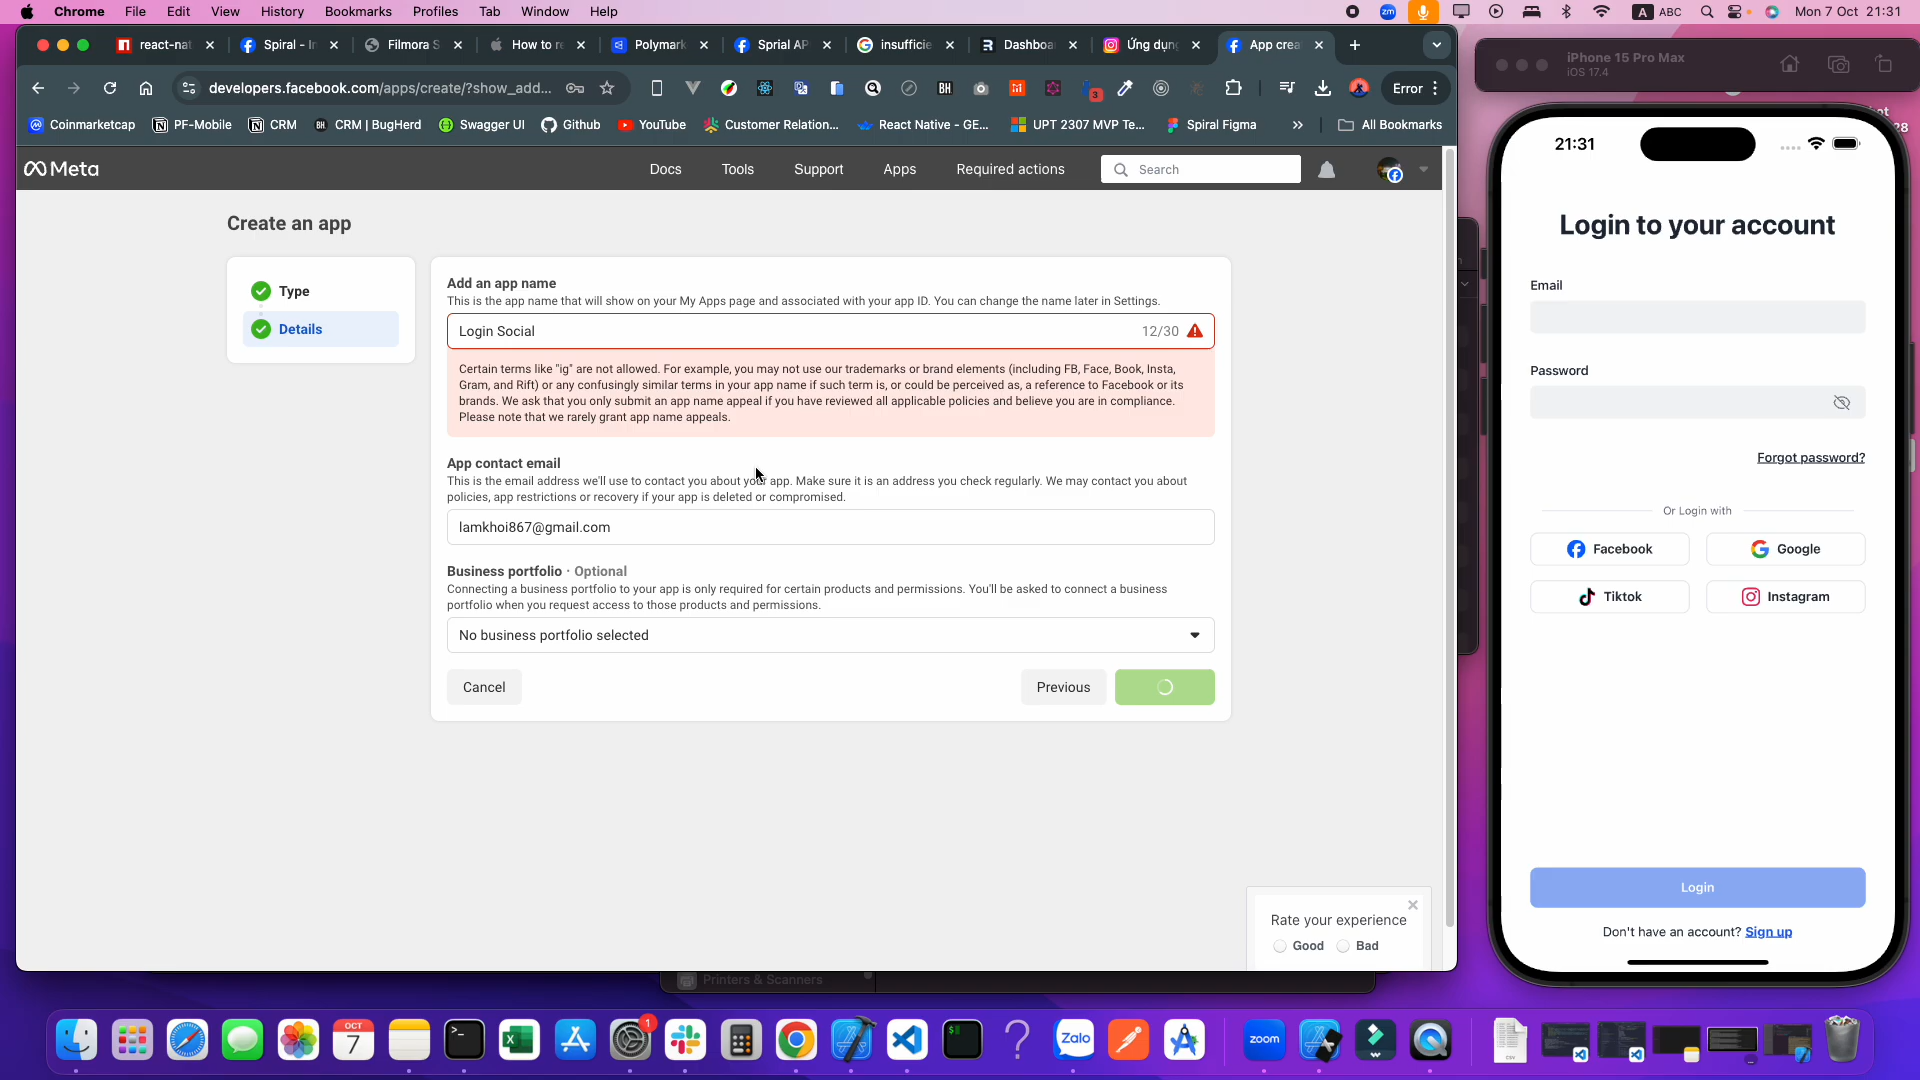 Chrome File Edit View History Bookmarks Profiles Tab Window Help
zm A ABC Mon 7 Oct 21:31
react-nat Spiral - In Filmora S How to re Polymark Sprial AP insufficie Dashboa Ứng dụng App crea
developers.facebook.com/apps/create/?show_add... BH 3 Error
Coinmarketcap PF-Mobile CRM CRM | BugHerd Swagger UI Github YouTube Customer Relation... React Native - GE... UPT 2307 MVP Te... Spiral Figma » All Bookmarks
Meta Docs Tools Support Apps Required actions Search
Create an app
Type
Details
Add an app name
This is the app name that will show on your My Apps page and associated with your app ID. You can change the name later in Settings.
Login Social 12/30
Certain terms like "ig" are not allowed. For example, you may not use our trademarks or brand elements (including FB, Face, Book, Insta,
Gram, and Rift) or any confusingly similar terms in your app name if such term is, or could be perceived as, a reference to Facebook or its
brands. We ask that you only submit an app name appeal if you have reviewed all applicable policies and believe you are in compliance.
Please note that we rarely grant app name appeals.
App contact email
This is the email address we'll use to contact you about your app. Make sure it is an address you check regularly. We may contact you about
policies, app restrictions or recovery if your app is deleted or compromised.
lamkhoi867@gmail.com
Business portfolio · Optional
Connecting a business portfolio to your app is only required for certain products and permissions. You'll be asked to connect a business
portfolio when you request access to those products and permissions.
No business portfolio selected
Cancel Previous
Rate your experience
Good Bad
Printers & Scanners
iPhone 15 Pro Max
iOS 17.4
21:31
Login to your account
Email
Password
Forgot password?
Or Login with
Facebook Google
Tiktok Instagram
Login
Don't have an account? Sign up
OCT
7
1
Zalo
zoom
CSV